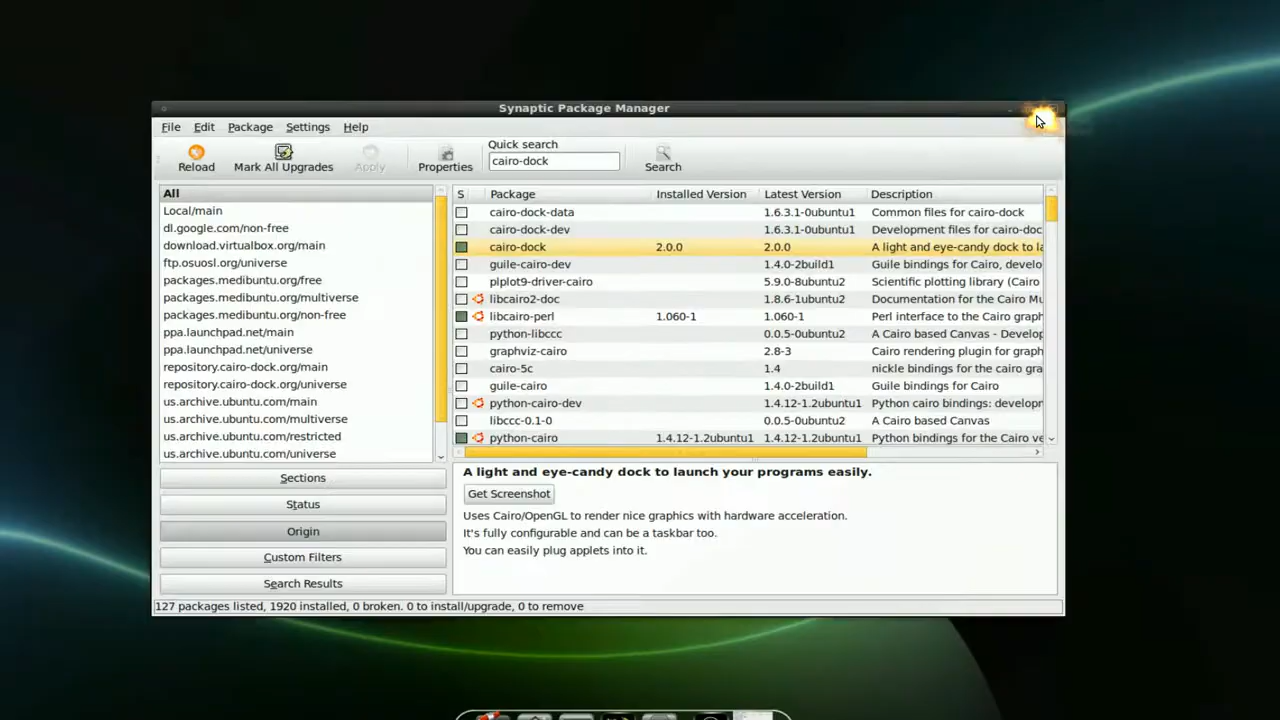 Synaptic Package Manager
File Edit Package Settings Help
Quick search
Reload Mark All Upgrades Apply Properties cairo-dock Search
All
Local/main
dl.google.com/non-free
download.virtualbox.org/main
ftp.osuosl.org/universe
packages.medibuntu.org/free
packages.medibuntu.org/multiverse
packages.medibuntu.org/non-free
ppa.launchpad.net/main
ppa.launchpad.net/universe
repository.cairo-dock.org/main
repository.cairo-dock.org/universe
us.archive.ubuntu.com/main
us.archive.ubuntu.com/multiverse
us.archive.ubuntu.com/restricted
us.archive.ubuntu.com/universe
Sections
Status
Origin
Custom Filters
Search Results
S Package Installed Version Latest Version Description
cairo-dock-data 1.6.3.1-0ubuntu1 Common files for cairo-dock
cairo-dock-dev 1.6.3.1-0ubuntu1 Development files for cairo-doc
cairo-dock 2.0.0 2.0.0 A light and eye-candy dock to la
guile-cairo-dev 1.4.0-2build1 Guile bindings for Cairo, develo
plplot9-driver-cairo 5.9.0-8ubuntu2 Scientific plotting library (Cairo
libcairo2-doc 1.8.6-1ubuntu2 Documentation for the Cairo Mu
libcairo-perl 1.060-1 1.060-1 Perl interface to the Cairo graph
python-libccc 0.0.5-0ubuntu2 A Cairo based Canvas - Develop
graphviz-cairo 2.8-3 Cairo rendering plugin for graph
cairo-5c 1.4 nickle bindings for the cairo gra
guile-cairo 1.4.0-2build1 Guile bindings for Cairo
python-cairo-dev 1.4.12-1.2ubuntu1 Python cairo bindings: developm
libccc-0.1-0 0.0.5-0ubuntu2 A Cairo based Canvas
python-cairo 1.4.12-1.2ubuntu1 1.4.12-1.2ubuntu1 Python bindings for the Cairo ve
A light and eye-candy dock to launch your programs easily.
Get Screenshot
Uses Cairo/OpenGL to render nice graphics with hardware acceleration.
It's fully configurable and can be a taskbar too.
You can easily plug applets into it.
127 packages listed, 1920 installed, 0 broken. 0 to install/upgrade, 0 to remove